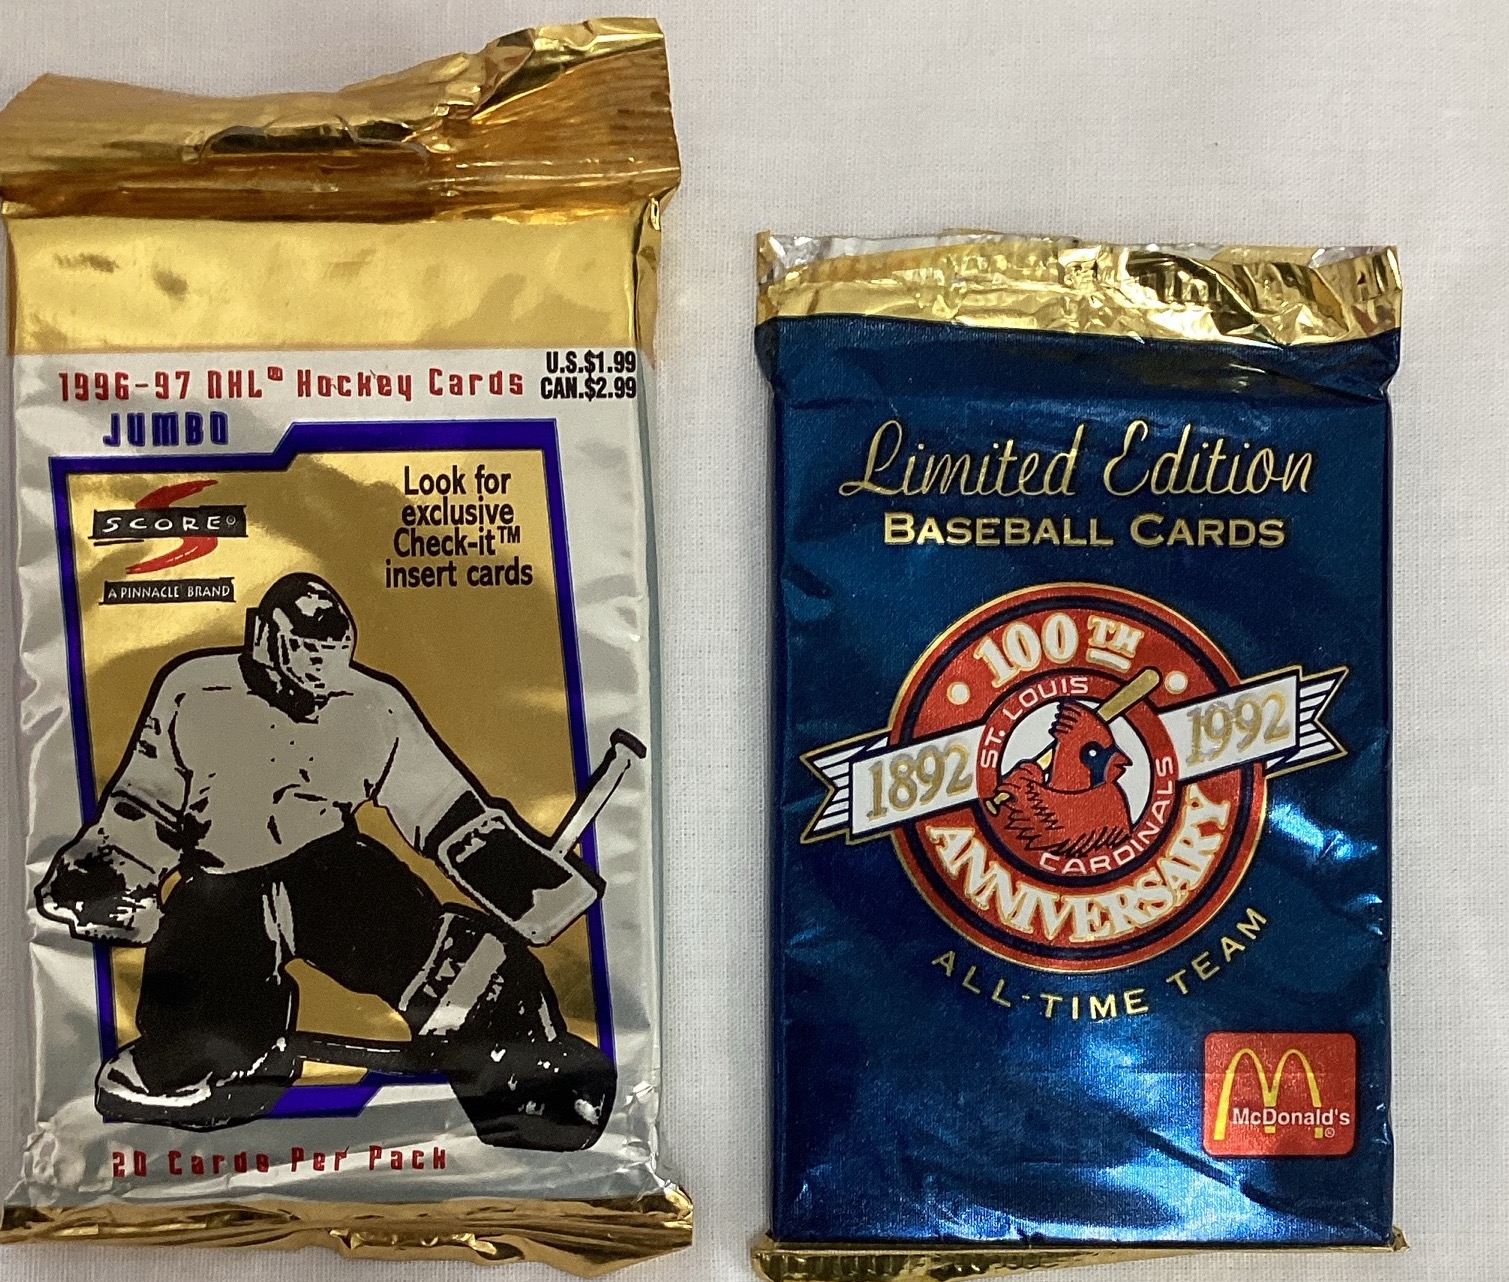 1996-97 NHL® Hockey Cards
U.S.$1.99
CAN.$2.99
JUMBO
SCORE®
A PINNACLE BRAND
Look for
exclusive
Check-it™
insert cards
20 Cards Per Pack
Limited Edition
BASEBALL CARDS
100TH
ST. LOUIS
1892
1992
CARDINALS
ANNIVERSARY
ALL-TIME TEAM
McDonald's
®